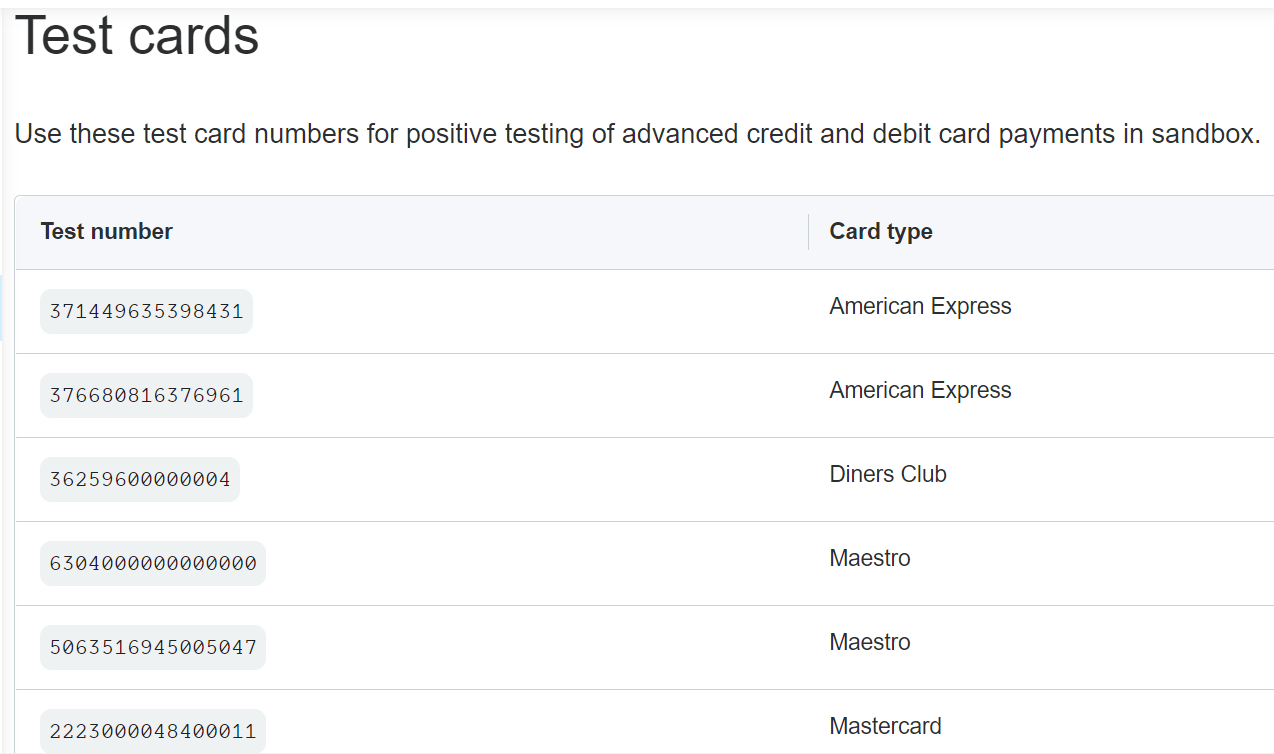 Test cards
Use these test card numbers for positive testing of advanced credit and debit card payments in sandbox.
Test number Card type
371449635398431 American Express
376680816376961 American Express
36259600000004 Diners Club
6304000000000000 Maestro
5063516945005047 Maestro
2223000048400011 Mastercard